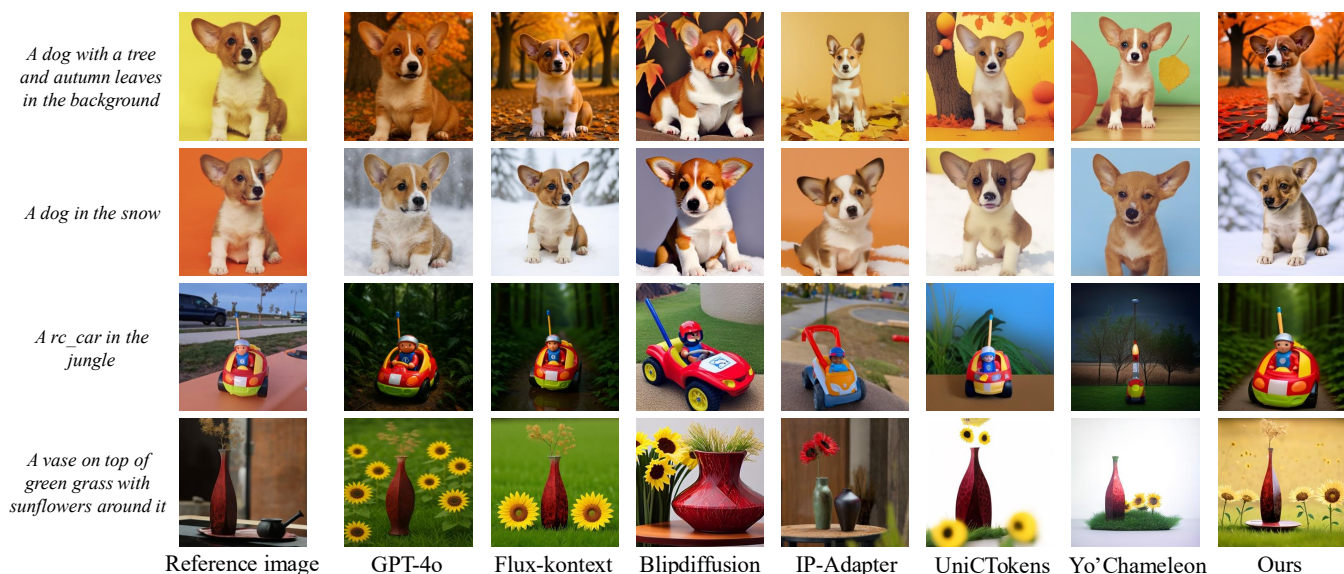 A dog with a tree
and autumn leaves
in the background
A dog in the snow
A rc_car in the
jungle
A vase on top of
green grass with
sunflowers around it
Reference image GPT-4o Flux-kontext Blipdiffusion IP-Adapter UniCTokens Yo'Chameleon Ours